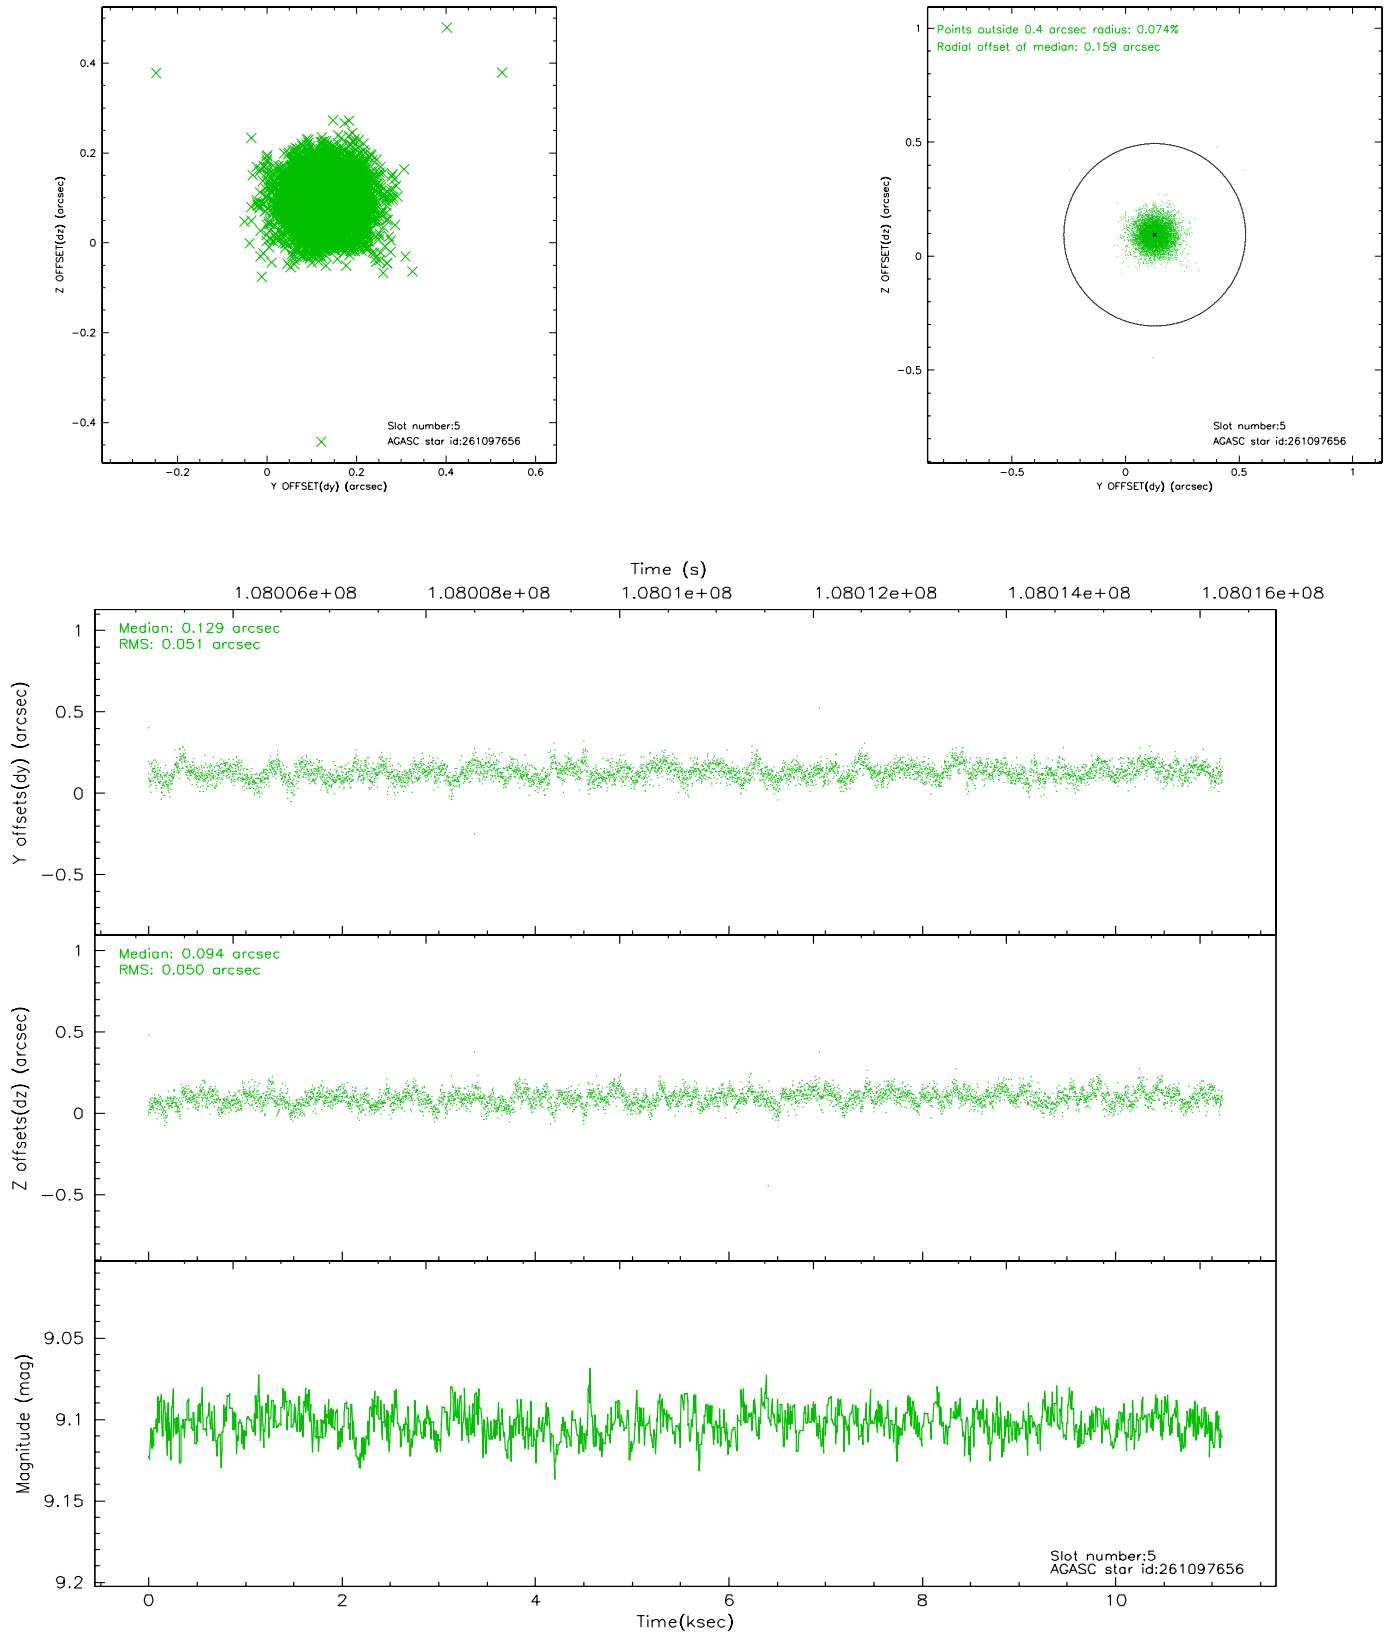 0.4
0.2
0
-0.2
-0.4
Z OFFSET(dz) (arcsec)
Slot number:5
AGASC star id:261097656
-0.2
0
0.2
0.4
0.6
Y OFFSET(dy) (arcsec)
Points outside 0.4 arcsec radius: 0.074%
Radial offset of median: 0.159 arcsec
1
0.5
0
-0.5
Z OFFSET(dz) (arcsec)
Slot number:5
AGASC star id:261097656
-0.5
0
0.5
1
Y OFFSET(dy) (arcsec)
Time (s)
1.08006e+08
1.08008e+08
1.0801e+08
1.08012e+08
1.08014e+08
1.08016e+08
Median: 0.129 arcsec
RMS: 0.051 arcsec
1
0.5
0
-0.5
Y offsets(dy) (arcsec)
Median: 0.094 arcsec
RMS: 0.050 arcsec
1
0.5
0
-0.5
Z offsets(dz) (arcsec)
9.05
9.1
9.15
9.2
Magnitude (mag)
Slot number:5
AGASC star id:261097656
0
2
4
6
8
10
Time(ksec)